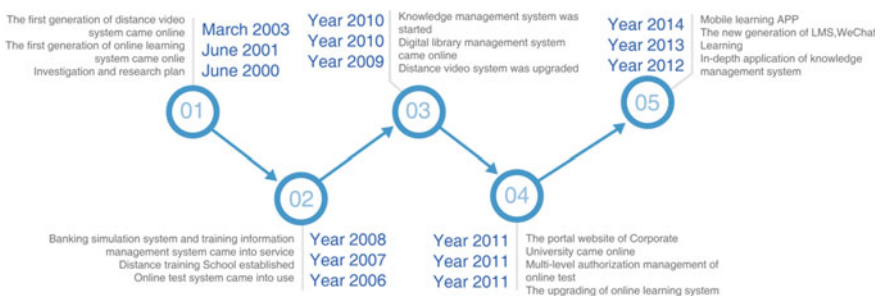 The first generation of distance video
system came online
The first generation of online learning
system came onlie
Investigation and research plan
March 2003
June 2001
June 2000
01
Banking simulation system and training information
management system came into service
Distance training School established
Online test system came into use
Year 2008
Year 2007
Year 2006
02
Year 2010
Year 2010
Year 2009
Knowledge management system was
started
Digital library management system
came online
Distance video system was upgraded
03
Year 2011
Year 2011
Year 2011
The portal website of Corporate
University came online
Multi-level authorization management of
online test
The upgrading of online learning system
04
Year 2014
Year 2013
Year 2012
Mobile learning APP
The new generation of LMS,WeChat
Learning
In-depth application of knowledge
management system
05